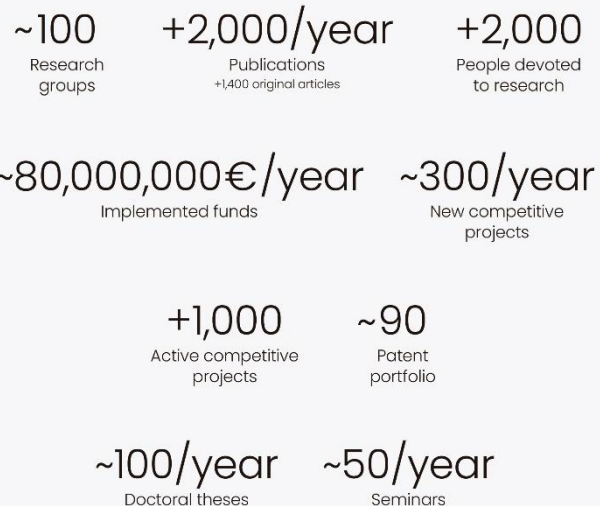 ~100
Research
groups
+2,000/year
Publications
+1,400 original articles
+2,000
People devoted
to research
~80,000,000€/year
Implemented funds
~300/year
New competitive
projects
+1,000
Active competitive
projects
~90
Patent
portfolio
~100/year
Doctoral theses
~50/year
Seminars